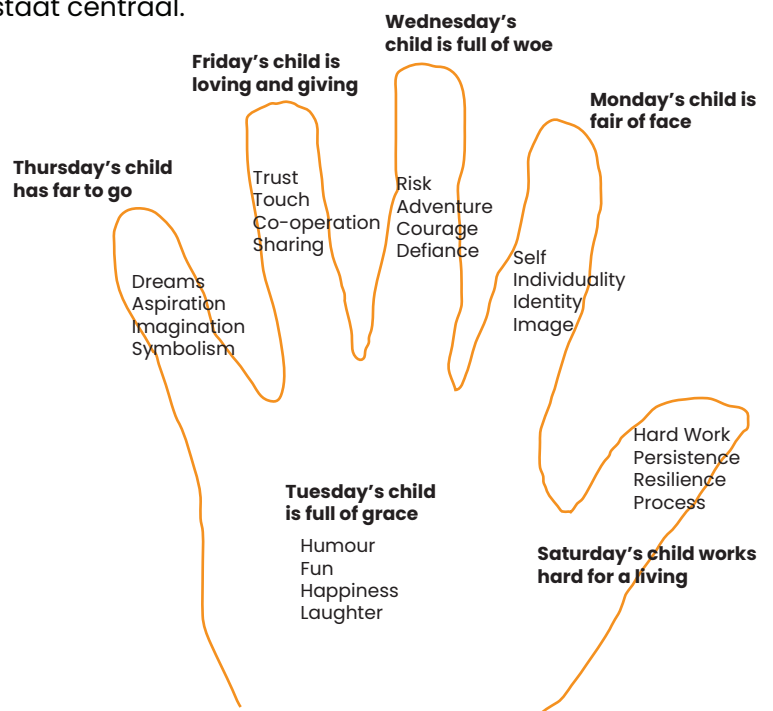 staat centraal.
Wednesday's
child is full of woe
Friday's child is
loving and giving
Monday's child is
fair of face
Thursday's child
has far to go
Trust
Touch
Co-operation
Sharing
Risk
Adventure
Courage
Defiance
Self
Individuality
Identity
Image
Dreams
Aspiration
Imagination
Symbolism
Hard Work
Persistence
Resilience
Process
Tuesday's child
is full of grace
Humour
Fun
Happiness
Laughter
Saturday's child works
hard for a living